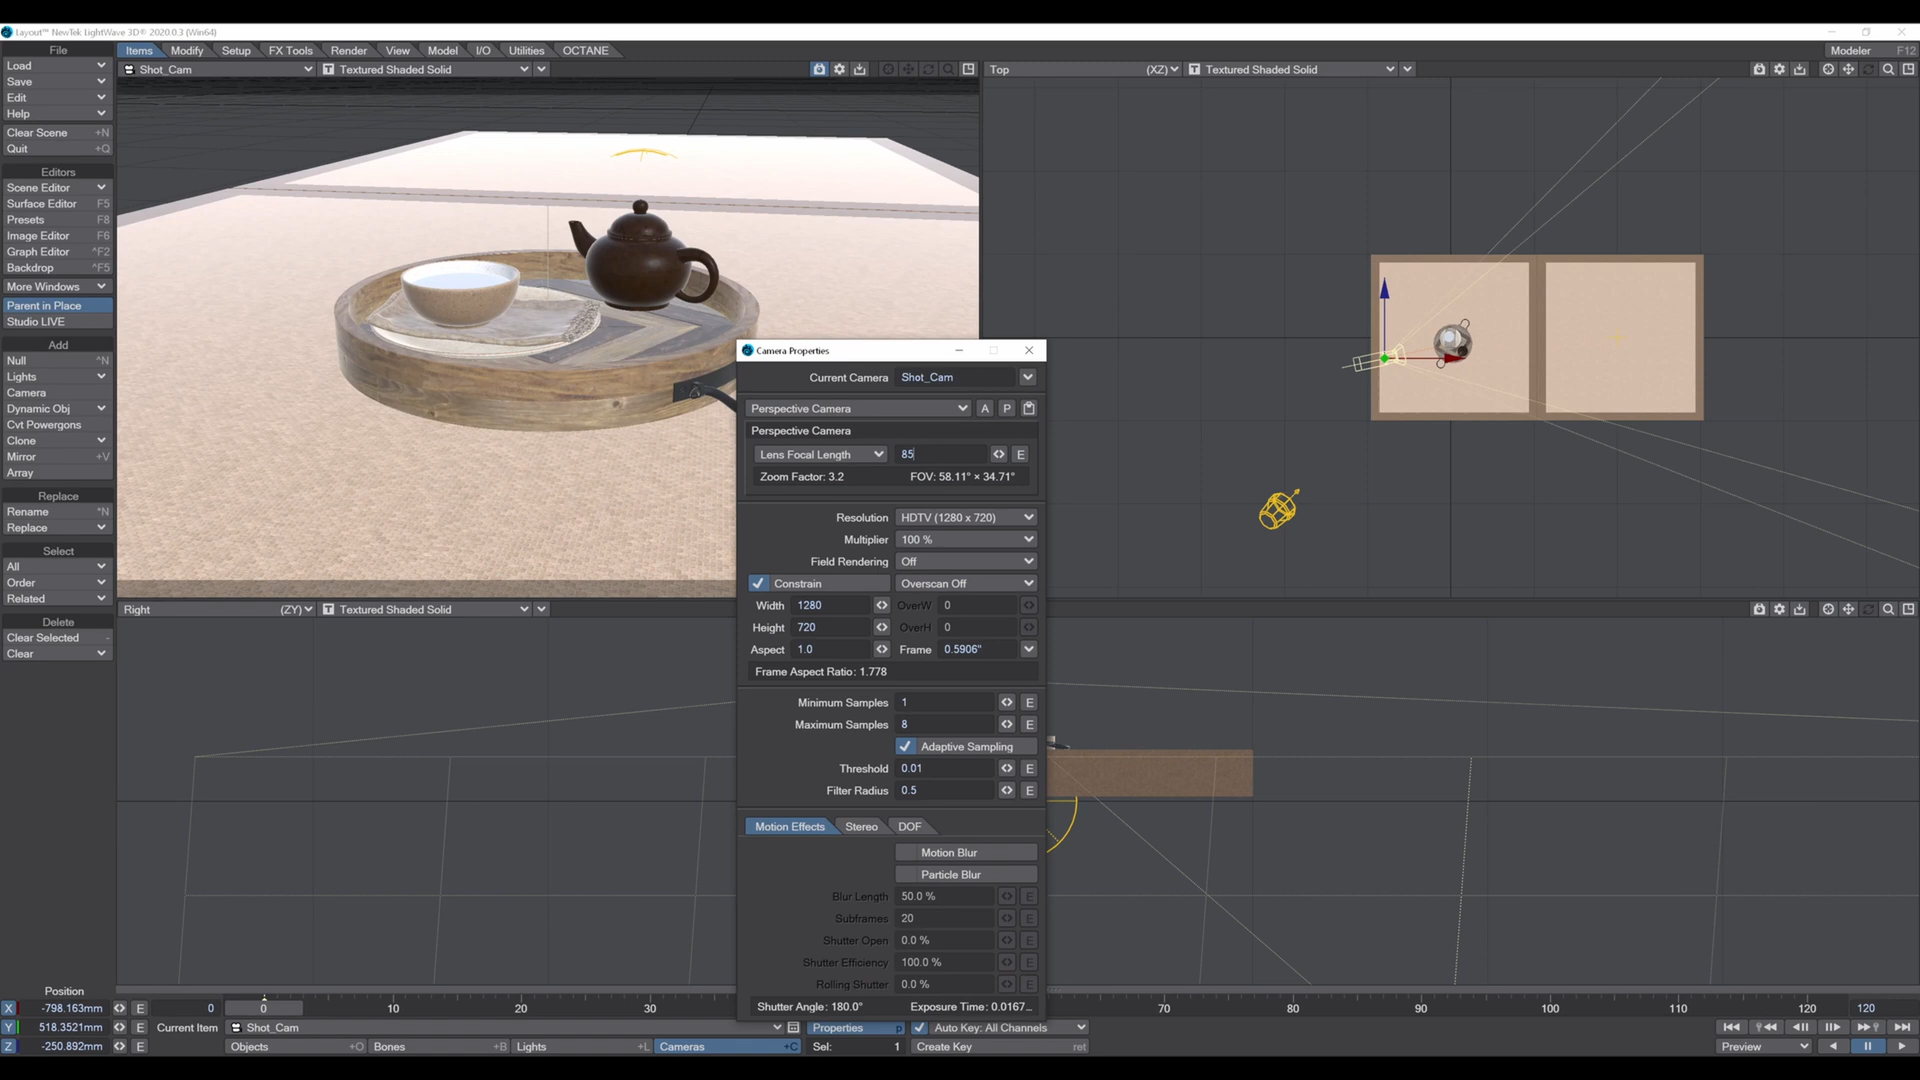 Layout™ NewTek LightWave 3D® 2020.0.3 (Win64)
File Items Modify Setup FX Tools Render View Model I/O Utilities OCTANE Modeler F12
Load
Save
Edit
Help
Clear Scene +N
Quit +Q
Editors
Scene Editor
Surface Editor F5
Presets F8
Image Editor F6
Graph Editor ^F2
Backdrop ^F5
More Windows
Parent in Place
Studio LIVE
Add
Null ^N
Lights
Camera
Dynamic Obj
Cvt Powergons
Clone
Mirror +V
Array
Replace
Rename ^N
Replace
Select
All
Order
Related
Delete
Clear Selected -
Clear
Shot_Cam T Textured Shaded Solid
Top (XZ) T Textured Shaded Solid
Right (ZY) T Textured Shaded Solid
Camera Properties
Current Camera Shot_Cam
Perspective Camera A P
Perspective Camera
Lens Focal Length 85 E
Zoom Factor: 3.2 FOV: 58.11° × 34.71°
Resolution HDTV (1280 x 720)
Multiplier 100 %
Field Rendering Off
Constrain Overscan Off
Width 1280 OverW 0
Height 720 OverH 0
Aspect 1.0 Frame 0.5906"
Frame Aspect Ratio: 1.778
Minimum Samples 1 E
Maximum Samples 8 E
Adaptive Sampling
Threshold 0.01 E
Filter Radius 0.5 E
Motion Effects Stereo DOF
Motion Blur
Particle Blur
Blur Length 50.0 % E
Subframes 20 E
Shutter Open 0.0 % E
Shutter Efficiency 100.0 % E
Rolling Shutter 0.0 % E
Shutter Angle: 180.0° Exposure Time: 0.0167...
Position
X -798.163mm E 0 0 10 20 30 70 80 90 100 110 120 120
Y 518.3521mm E Current Item Shot_Cam Properties p Auto Key: All Channels
Z -250.892mm E Objects +O Bones +B Lights +L Cameras +C Sel: 1 Create Key ret Preview